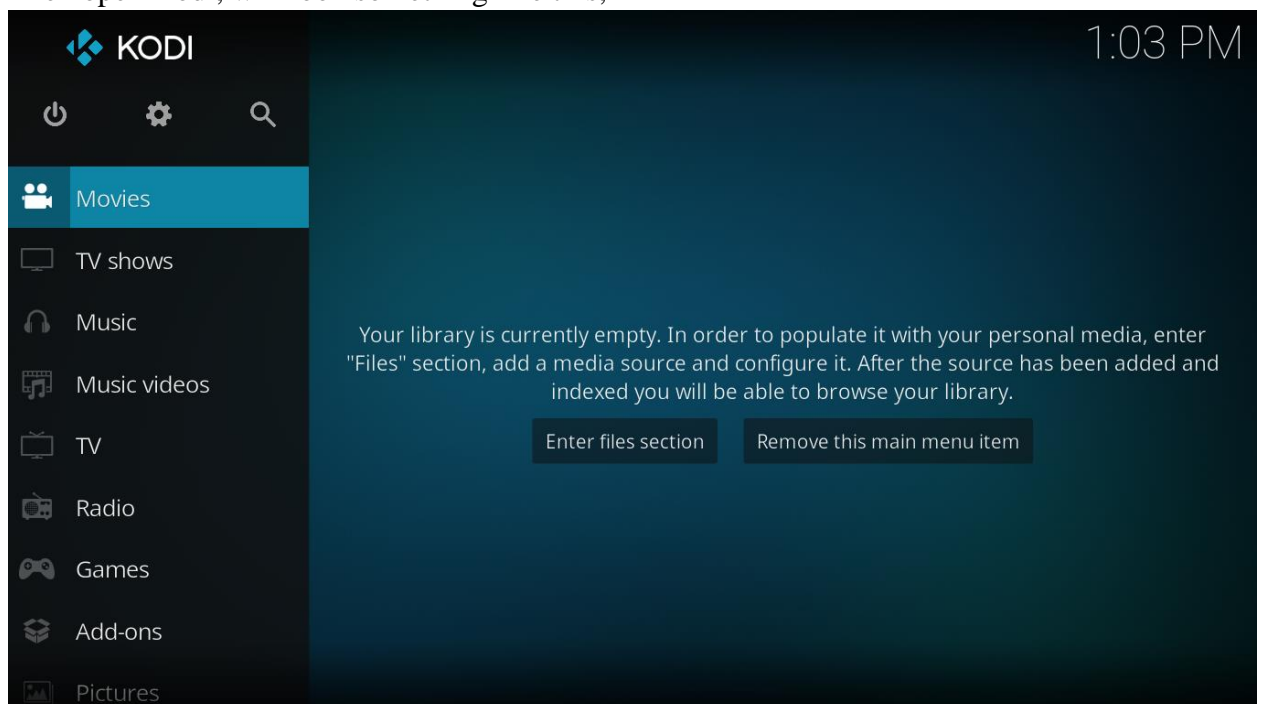 KODI
1:03 PM
Movies
TV shows
Music
Music videos
TV
Radio
Games
Add-ons
Pictures
Your library is currently empty. In order to populate it with your personal media, enter
"Files" section, add a media source and configure it. After the source has been added and
indexed you will be able to browse your library.
Enter files section
Remove this main menu item